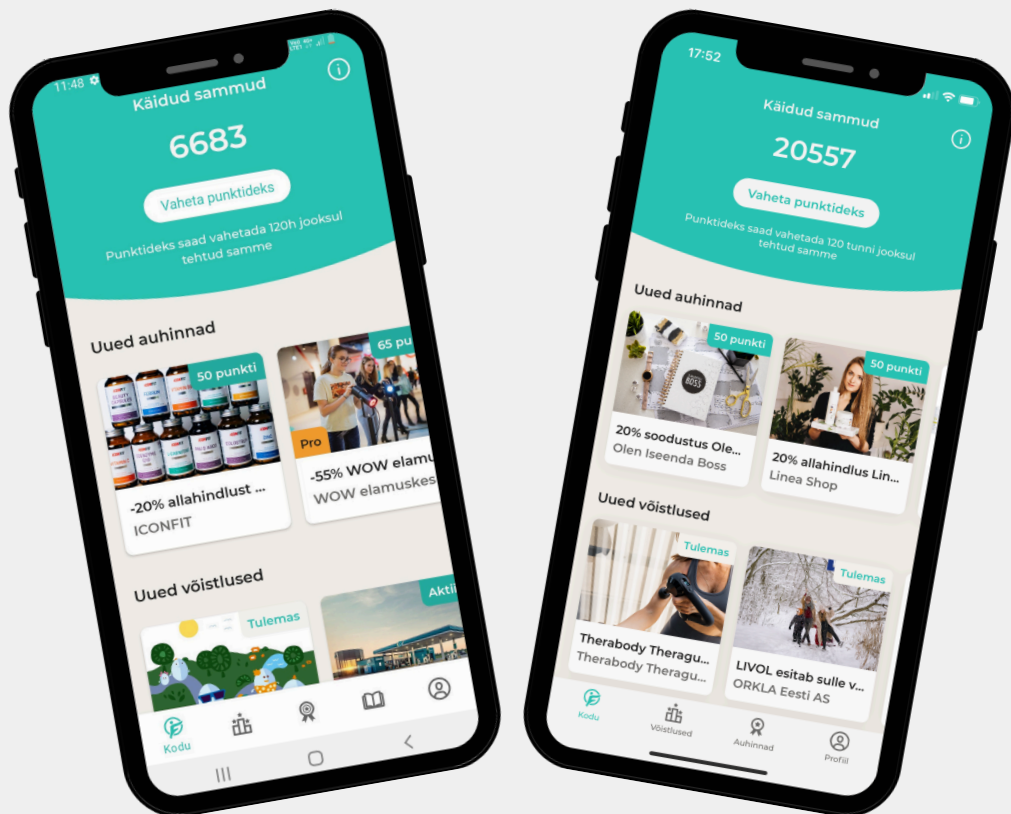 11:48
Käidud sammud
6683
Vaheta punktideks
Punktideks saad vahetada 120h jooksul
tehtud samme
Uued auhinnad
50 punkti
-20% allahindlust ...
ICONFIT
65 pu
Pro
-55% WOW elamu
WOW elamuskes
Uued võistlused
Tulemas
Aktii
Kodu
17:52
Käidud sammud
20557
Vaheta punktideks
Punktideks saad vahetada 120 tunni jooksul
tehtud samme
Uued auhinnad
50 punkti
BOSS
20% soodustus Ole...
Olen Iseenda Boss
50 punkti
20% allahindlus Lin...
Linea Shop
Uued võistlused
Tulemas
Therabody Theragu...
Therabody Theragu...
Tulemas
LIVOL esitab sulle v...
ORKLA Eesti AS
Kodu
Võistlused
Auhinnad
Profiil